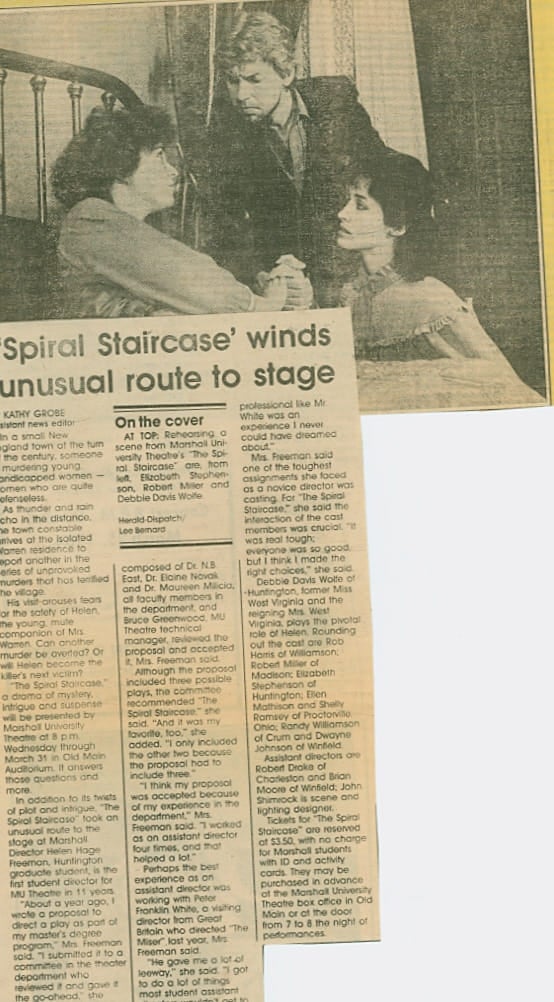 'Spiral Staircase' winds
unusual route to stage
KATHY GROBE
sistant news editor
In a small New
gland town at the turn
the century, someone
murdering young,
andicapped women —
omen who are quite
efenseless.
As thunder and rain
cho in the distance,
he town constable
rrives at the isolated
Warren residence to
eport another in the
eries of unprovoked
murders that has terrified
he village.
His visit arouses fears
for the safety of Helen,
the young, mute
companion of Mrs.
Warren. Can another
murder be averted? Or
will Helen become the
killer's next victim?
"The Spiral Staircase,"
a drama of mystery,
intrigue and suspense
will be presented by
Marshall University
Theatre at 8 p.m.
Wednesday through
March 31 in Old Main
Auditorium. It answers
those questions and
more.
In addition to its twists
of plot and intrigue, "The
Spiral Staircase" took an
unusual route to the
stage at Marshall.
Director Helen Hage
Freeman, Huntington
graduate student, is the
first student director for
MU Theatre in 11 years.
"About a year ago, I
wrote a proposal to
direct a play as part of
my master's degree
program," Mrs. Freeman
said. "I submitted it to a
committee in the theater
department who
reviewed it and gave it
the go-ahead," she
On the cover
AT TOP: Rehearsing a
scene from Marshall Uni-
versity Theatre's "The Spi-
ral Staircase" are, from
left, Elizabeth Stephen-
son, Robert Miller and
Debbie Davis Wolfe.
Herald-Dispatch/
Lee Bernard
composed of Dr. N.B.
East, Dr. Elaine Novak
and Dr. Maureen Milicia,
all faculty members in
the department, and
Bruce Greenwood, MU
Theatre technical
manager, reviewed the
proposal and accepted
it, Mrs. Freeman said.
Although the proposal
included three possible
plays, the committee
recommended "The
Spiral Staircase," she
said. "And it was my
favorite, too," she
added. "I only included
the other two because
the proposal had to
include three."
"I think my proposal
was accepted because
of my experience in the
department," Mrs.
Freeman said. "I worked
as an assistant director
four times, and that
helped a lot."
Perhaps the best
experience as an
assistant director was
working with Peter
Franklin White, a visiting
director from Great
Britain who directed "The
Miser" last year, Mrs.
Freeman said.
"He gave me a lot of
leeway," she said. "I got
to do a lot of things
most student assistant
professional like Mr.
White was an
experience I never
could have dreamed
about."
Mrs. Freeman said
one of the toughest
assignments she faced
as a novice director was
casting. For "The Spiral
Staircase," she said the
interaction of the cast
members was crucial. "It
was real tough;
everyone was so good,
but I think I made the
right choices," she said.
Debbie Davis Wolfe of
Huntington, former Miss
West Virginia and the
reigning Mrs. West
Virginia, plays the pivotal
role of Helen. Rounding
out the cast are Rob
Harris of Williamson;
Robert Miller of
Madison; Elizabeth
Stephenson of
Huntington; Ellen
Mathison and Shelly
Ramsey of Proctorville,
Ohio; Randy Williamson
of Crum and Dwayne
Johnson of Winfield.
Assistant directors are
Robert Drake of
Charleston and Brian
Moore of Winfield; John
Shimrock is scene and
lighting designer.
Tickets for "The Spiral
Staircase" are reserved
at $3.50, with no charge
for Marshall students
with ID and activity
cards. They may be
purchased in advance
at the Marshall University
Theatre box office in Old
Main or at the door
from 7 to 8 the night of
performances.